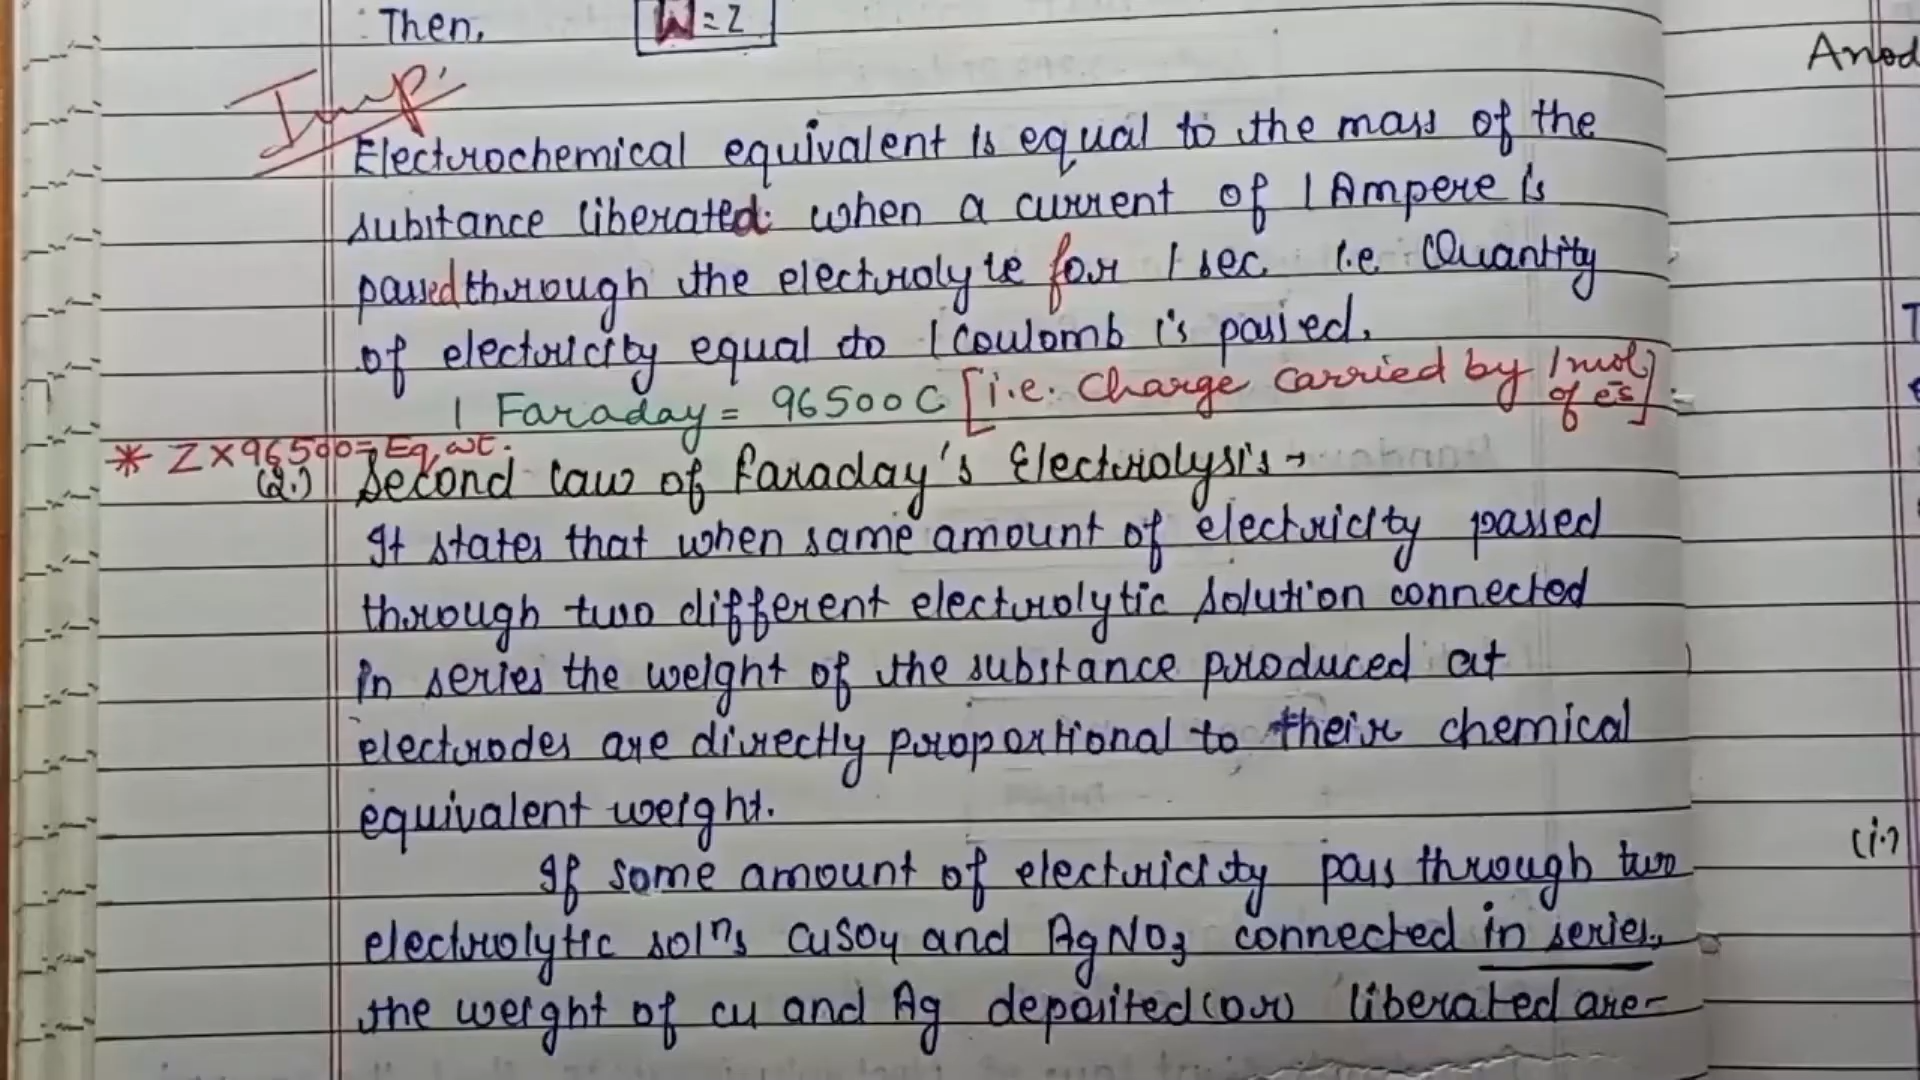 Then,
W = Z
Anod
Imp.
Electrochemical equivalent is equal to the mass of the
substance liberated when a current of 1 Ampere is
passed through the electrolyte for 1 sec i.e. Quantity
of electricity equal to 1 Coulomb is passed.
1 Faraday = 96500 C [i.e. Charge carried by 1 mol of e⁻s]
* Z×96500 = Eq. wt.
(2.) Second law of faraday's Electrolysis →
It states that when same amount of electricity passed
through two different electrolytic solution connected
in series the weight of the substance produced at
electrodes are directly proportional to their chemical
equivalent weight.
If same amount of electricity pass through two
electrolytic solⁿs CuSO4 and AgNO3 connected in series,
the weight of cu and Ag deposited (or) liberated are-
(i.)